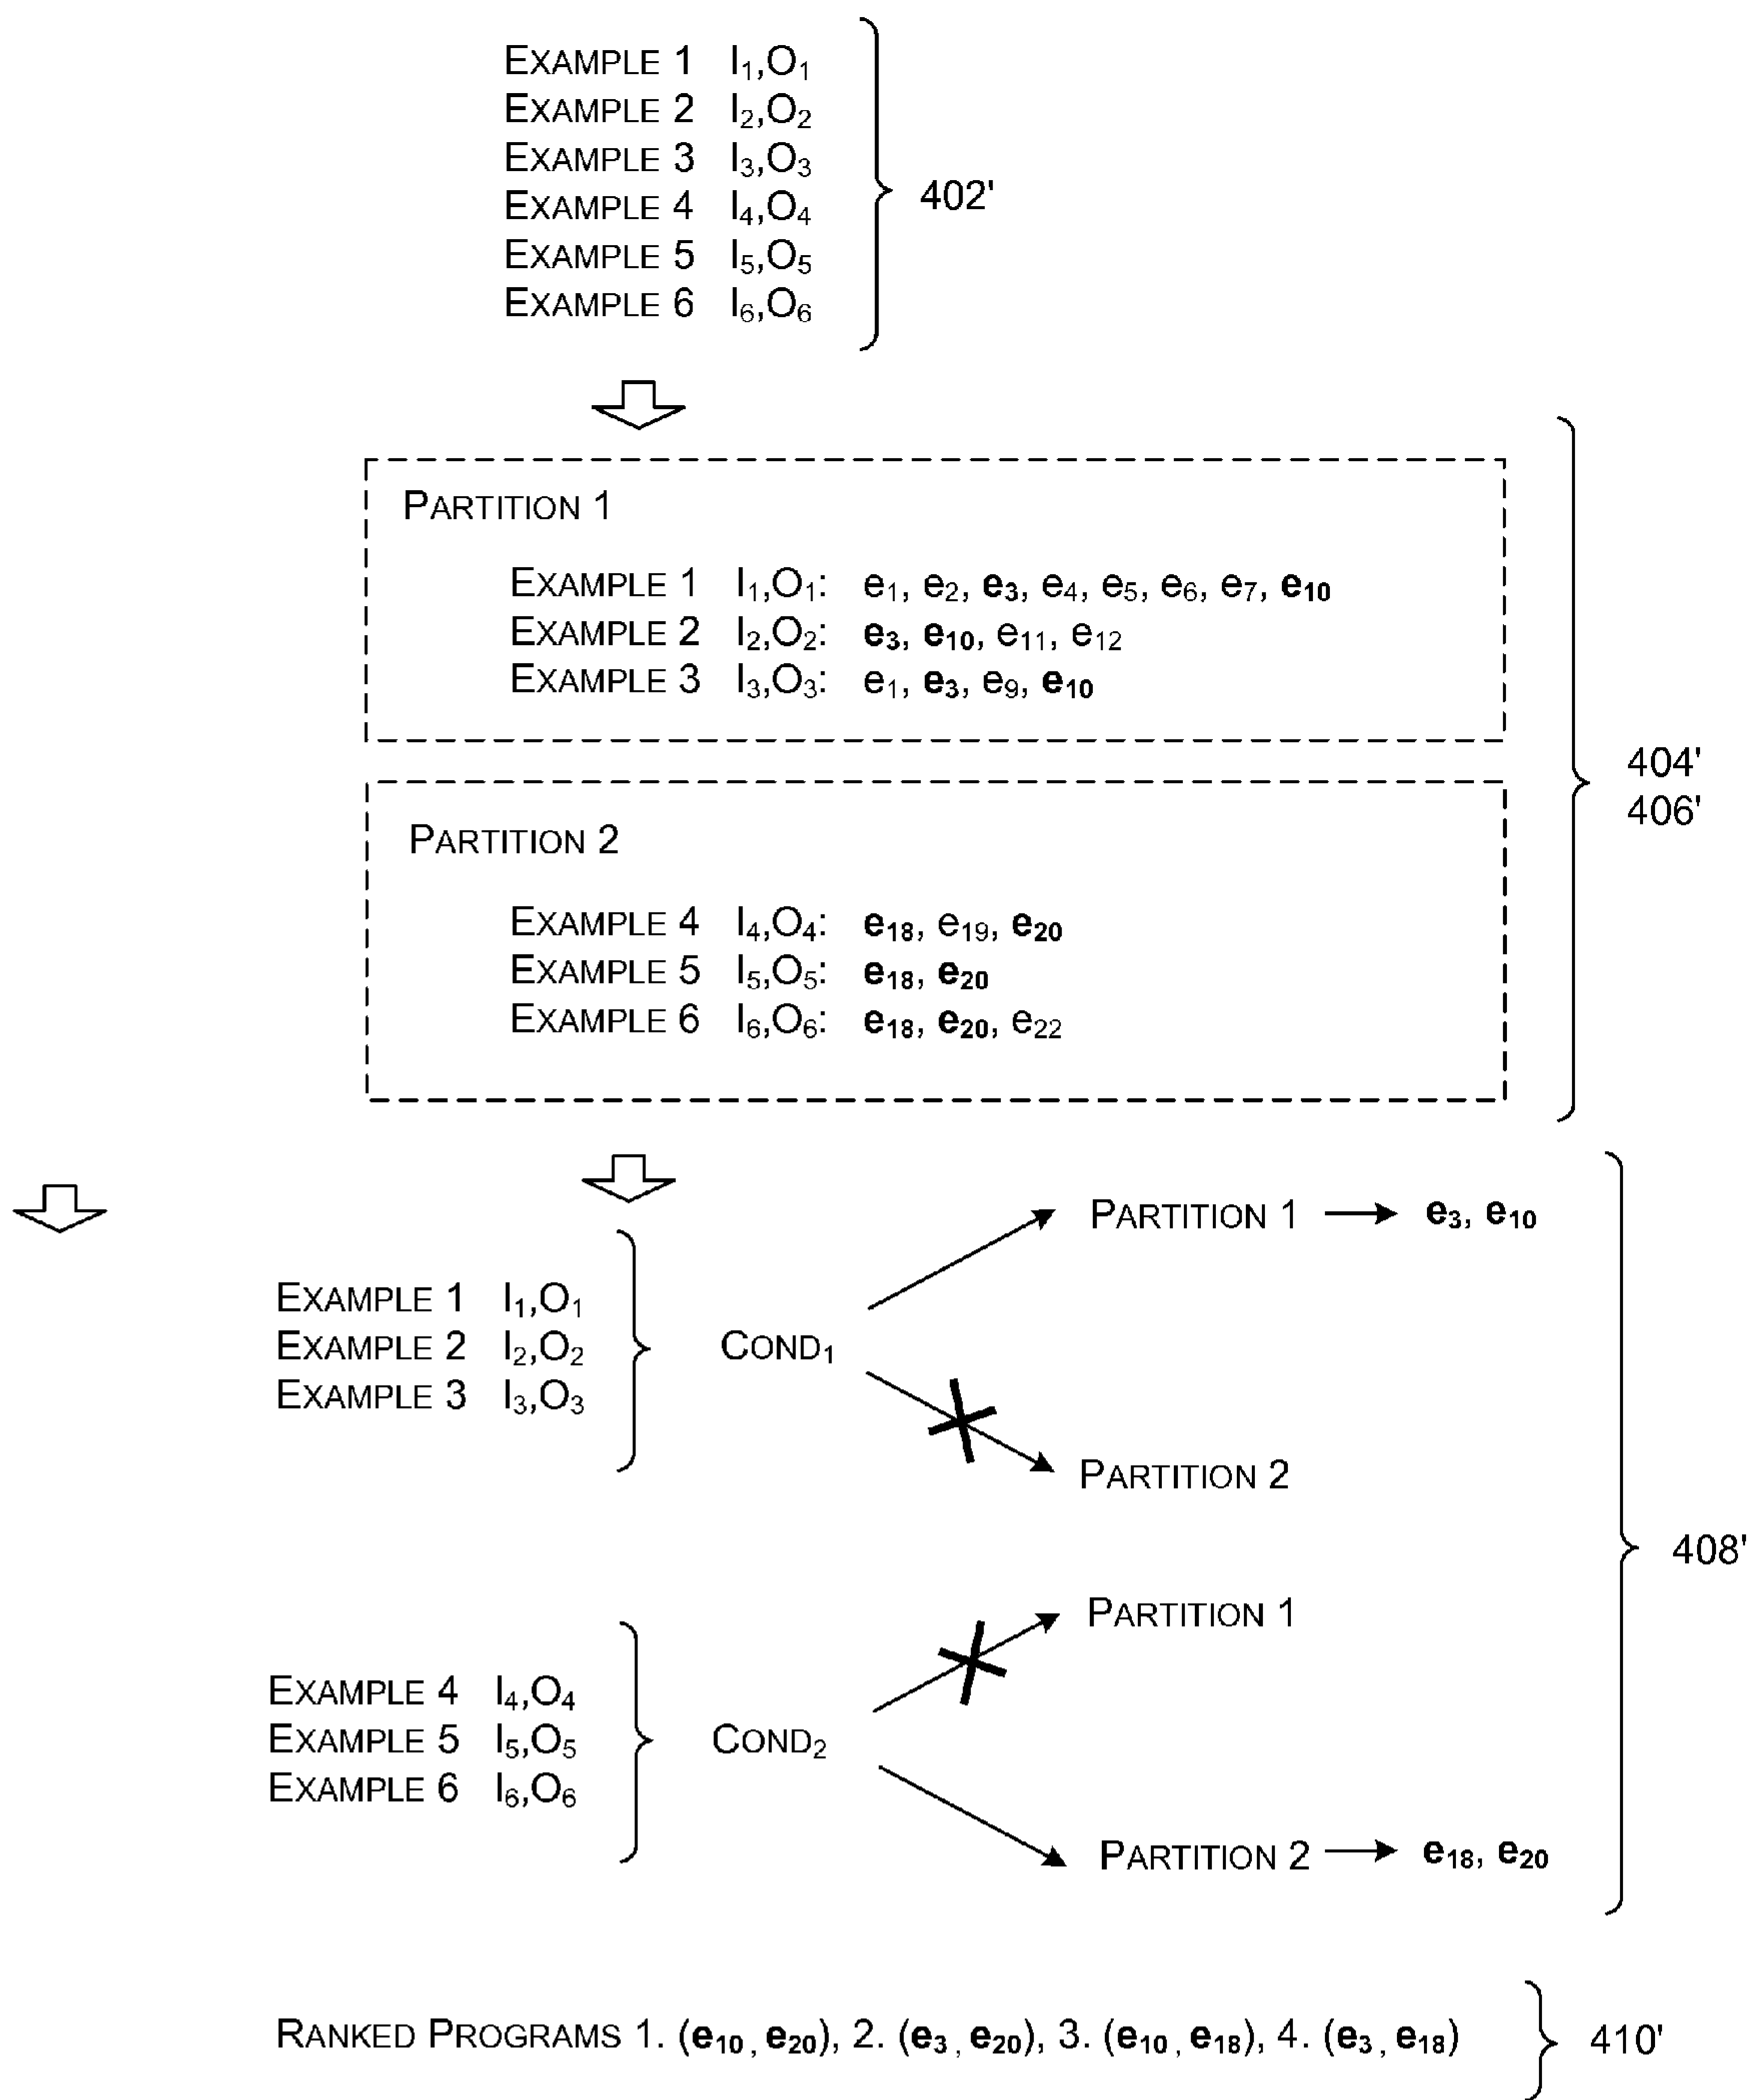 EXAMPLE 1 I₁,O₁
EXAMPLE 2 I₂,O₂
EXAMPLE 3 I₃,O₃
EXAMPLE 4 I₄,O₄
EXAMPLE 5 I₅,O₅
EXAMPLE 6 I₆,O₆
402'
PARTITION 1
EXAMPLE 1 I₁,O₁: e₁, e₂, e₃, e₄, e₅, e₆, e₇, e₁₀
EXAMPLE 2 I₂,O₂: e₃, e₁₀, e₁₁, e₁₂
EXAMPLE 3 I₃,O₃: e₁, e₃, e₉, e₁₀
404'
406'
PARTITION 2
EXAMPLE 4 I₄,O₄: e₁₈, e₁₉, e₂₀
EXAMPLE 5 I₅,O₅: e₁₈, e₂₀
EXAMPLE 6 I₆,O₆: e₁₈, e₂₀, e₂₂
PARTITION 1 e₃, e₁₀
EXAMPLE 1 I₁,O₁
EXAMPLE 2 I₂,O₂
EXAMPLE 3 I₃,O₃
COND₁
PARTITION 2
408'
PARTITION 1
EXAMPLE 4 I₄,O₄
EXAMPLE 5 I₅,O₅
EXAMPLE 6 I₆,O₆
COND₂
PARTITION 2 e₁₈, e₂₀
RANKED PROGRAMS 1. (e₁₀, e₂₀), 2. (e₃, e₂₀), 3. (e₁₀, e₁₈), 4. (e₃, e₁₈)
410'